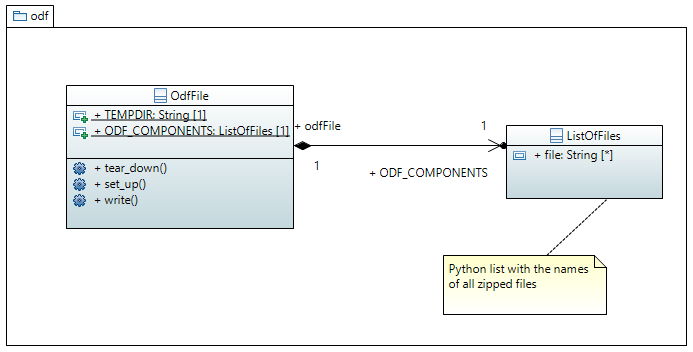 odf
OdfFile
+ TEMPDIR: String [1]
+ ODF_COMPONENTS: ListOfFiles [1]
+ tear_down()
+ set_up()
+ write()
+ odfFile
1
1
+ ODF_COMPONENTS
ListOfFiles
+ file: String [*]
Python list with the names
of all zipped files